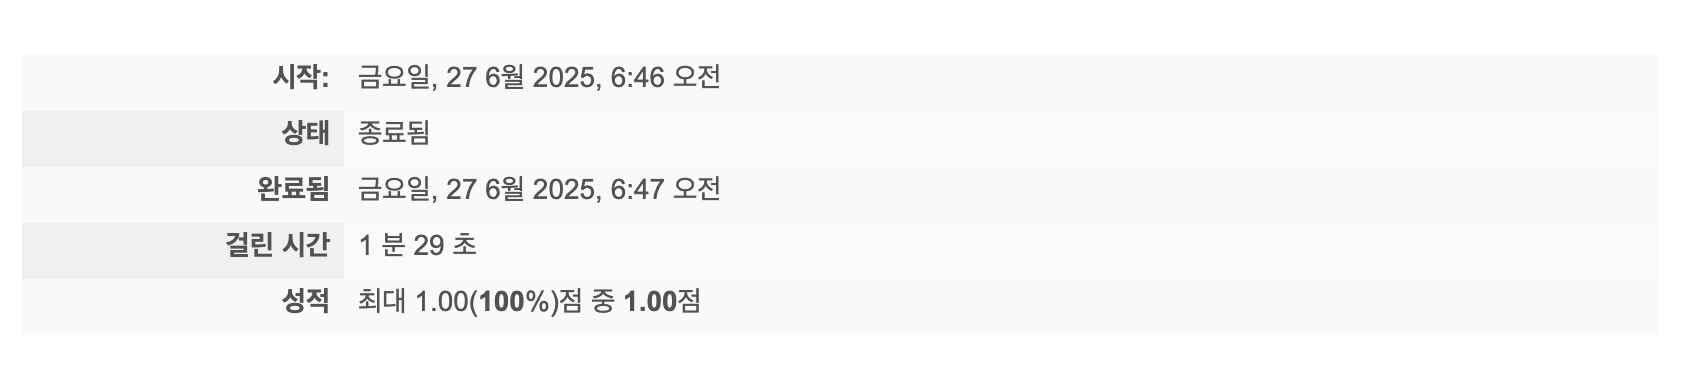 시작: 금요일, 27 6월 2025, 6:46 오전
상태 종료됨
완료됨 금요일, 27 6월 2025, 6:47 오전
걸린 시간 1 분 29 초
성적 최대 1.00(100%)점 중 1.00점